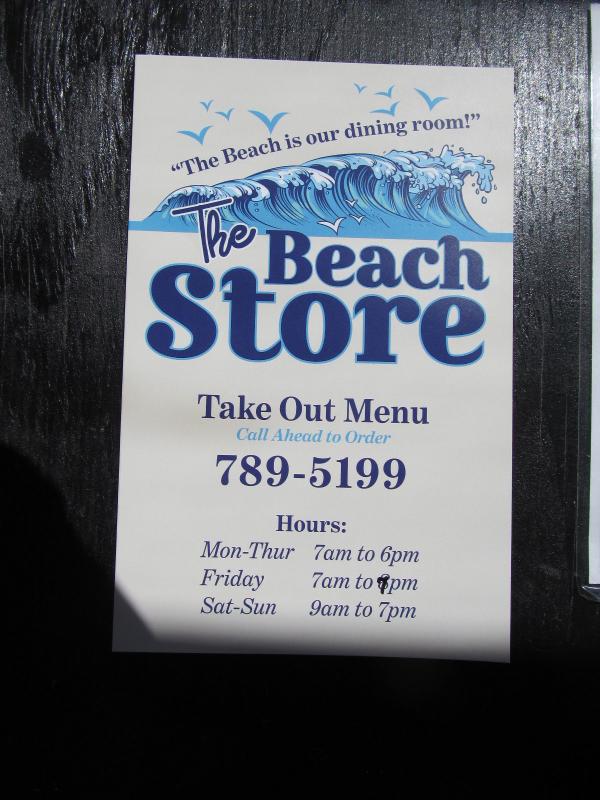 “The Beach is our dining room!”
The Beach
Store
Take Out Menu
Call Ahead to Order
789-5199
Hours:
Mon-Thur 7am to 6pm
Friday 7am to pm
Sat-Sun 9am to 7pm